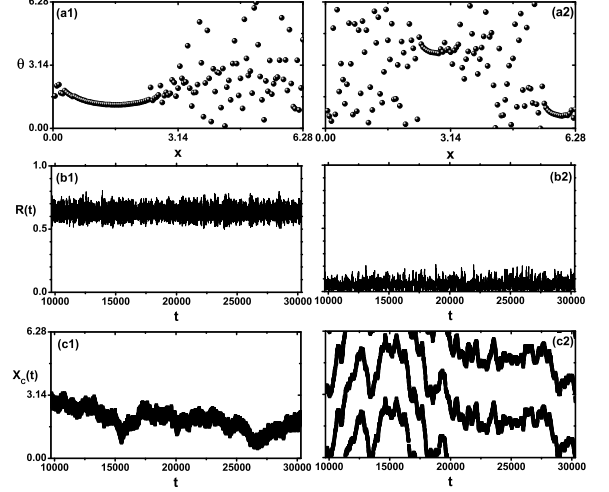 6.28 (a1) (a2)
θ 3.14
0.00
0.00 3.14 6.28 0.00 3.14 6.28
x x
1.0 (b1) (b2)
R(t) 0.5
0.0
10000 15000 20000 25000 30000 10000 15000 20000 25000 30000
t t
6.28 (c1) (c2)
Xc(t) 3.14
0.00
10000 15000 20000 25000 30000 10000 15000 20000 25000 30000
t t